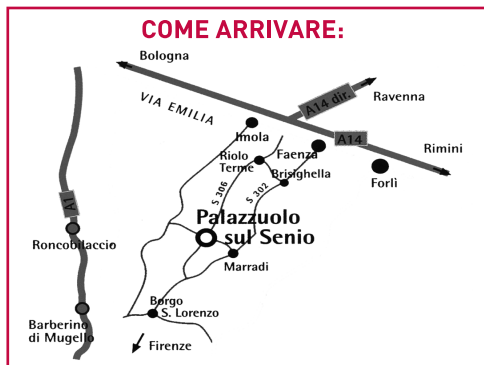 COME ARRIVARE:
Bologna
VIA EMILIA
A14 dir.
Ravenna
A14
Rimini
Imola
Riolo
Terme
Faenza
Brisighella
Forlì
S 306
S 302
A1
Palazzuolo
sul Senio
Roncobilaccio
Marradi
Borgo
S. Lorenzo
Barberino
di Mugello
Firenze